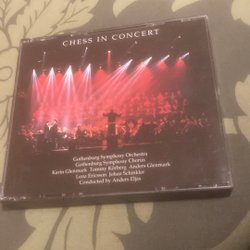 CHESS IN CONCERT
Gothenburg Symphony Orchester
Gothenburg Symphony Chorus
Karin Glenmark Tommy Körberg Anders Glenmark
Lena Ericsson Johan Schinkler
Conducted by Anders Eljas